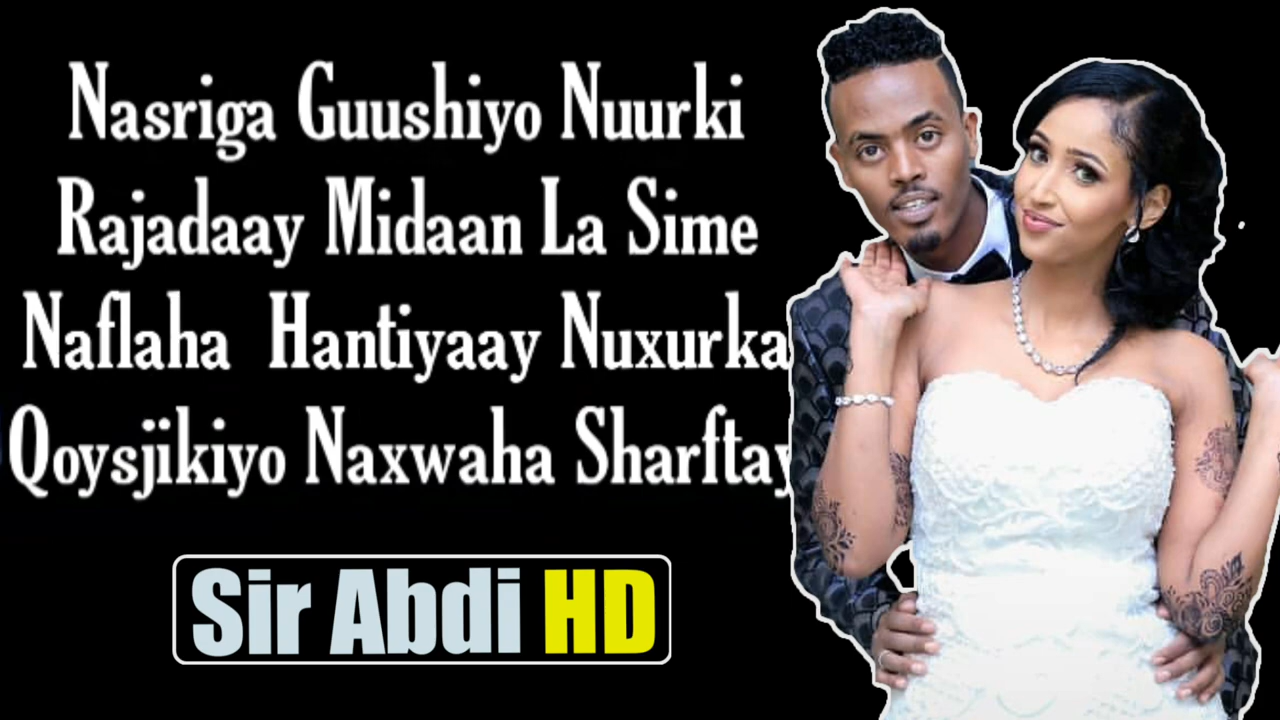 Nasriga Guushiyo Nuurki
Rajadaay Midaan La Sime
Naflaha Hantiyaay Nuxurka
Qoysjikiyo Naxwaha Sharftay
Sir Abdi HD